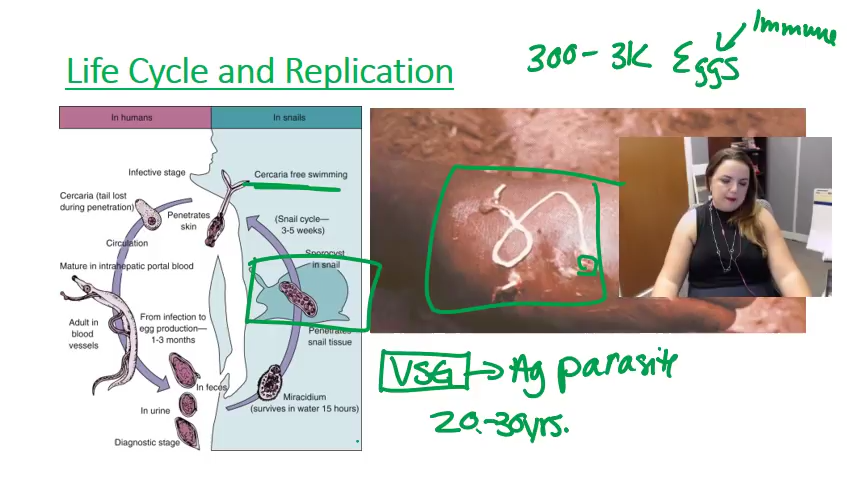 300-3K Eggs
Immune
Life Cycle and Replication
In humans
In snails
Infective stage
Cercaria free swimming
Cercaria (tail lost
during penetration)
Penetrates
skin
(Snail cycle—
3-5 weeks)
Circulation
Sporocyst
in snail
Mature in intrahepatic portal blood
Adult in
blood
vessels
From infection to
egg production—
1-3 months
Penetrates
snail tissue
In feces
Miracidium
(survives in water 15 hours)
In urine
Diagnostic stage
VSG → Ag parasite
20-30yrs.